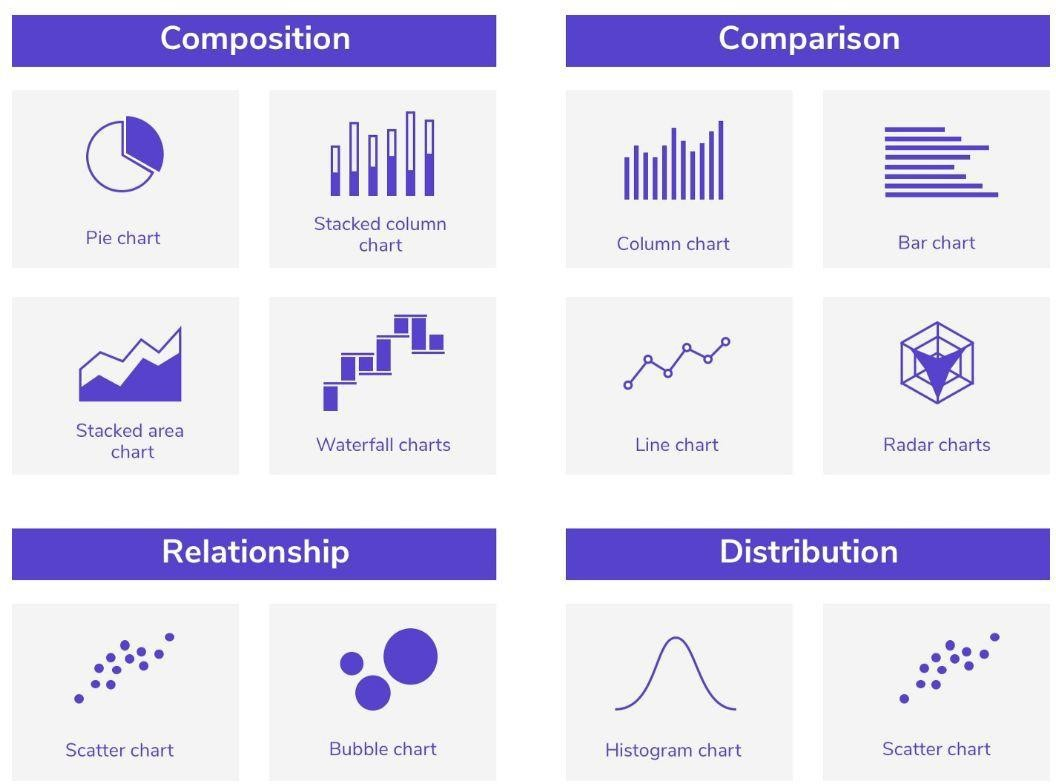 Composition
Comparison
Pie chart
Stacked column
chart
Column chart
Bar chart
Stacked area
chart
Waterfall charts
Line chart
Radar charts
Relationship
Distribution
Scatter chart
Bubble chart
Histogram chart
Scatter chart